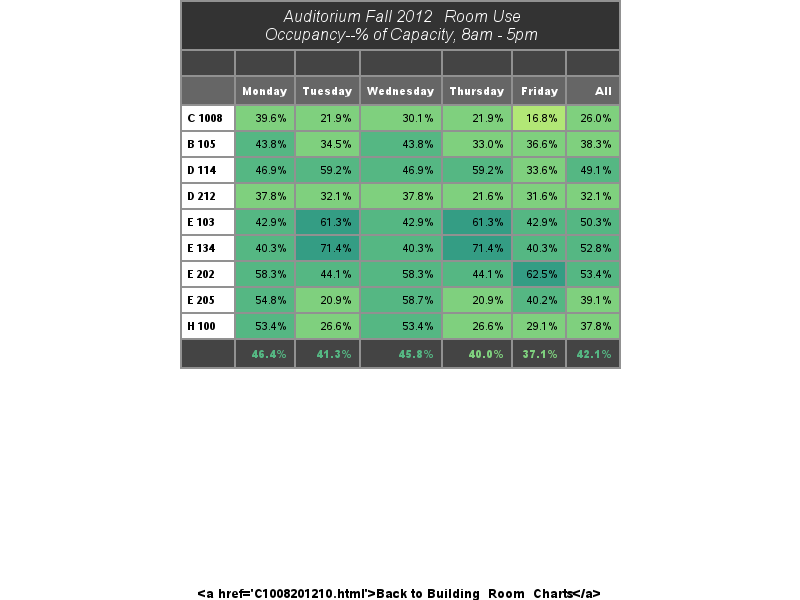 Auditorium Fall 2012 Room Use
Occupancy--% of Capacity, 8am - 5pm
Monday Tuesday Wednesday Thursday Friday All
C 1008 39.6% 21.9% 30.1% 21.9% 16.8% 26.0%
B 105 43.8% 34.5% 43.8% 33.0% 36.6% 38.3%
D 114 46.9% 59.2% 46.9% 59.2% 33.6% 49.1%
D 212 37.8% 32.1% 37.8% 21.6% 31.6% 32.1%
E 103 42.9% 61.3% 42.9% 61.3% 42.9% 50.3%
E 134 40.3% 71.4% 40.3% 71.4% 40.3% 52.8%
E 202 58.3% 44.1% 58.3% 44.1% 62.5% 53.4%
E 205 54.8% 20.9% 58.7% 20.9% 40.2% 39.1%
H 100 53.4% 26.6% 53.4% 26.6% 29.1% 37.8%
46.4% 41.3% 45.8% 40.0% 37.1% 42.1%
<a href='C1008201210.html'>Back to Building Room Charts</a>